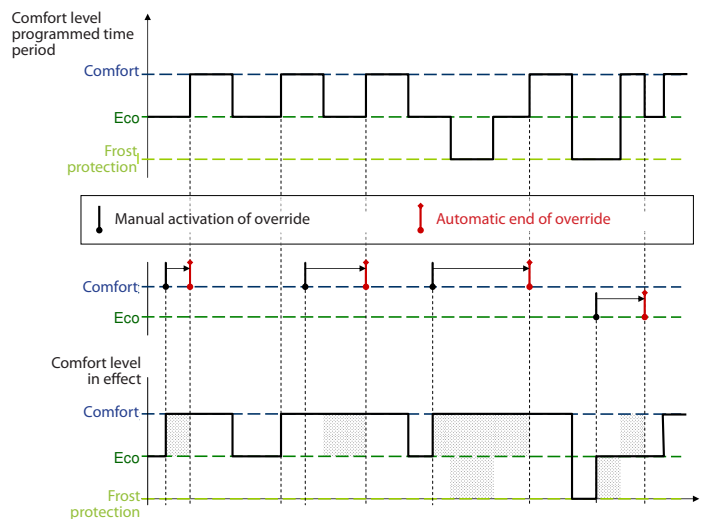 Comfort level
programmed time
period
Comfort
Eco
Frost
protection
Manual activation of override
Automatic end of override
Comfort
Eco
Comfort level
in effect
Comfort
Eco
Frost
protection